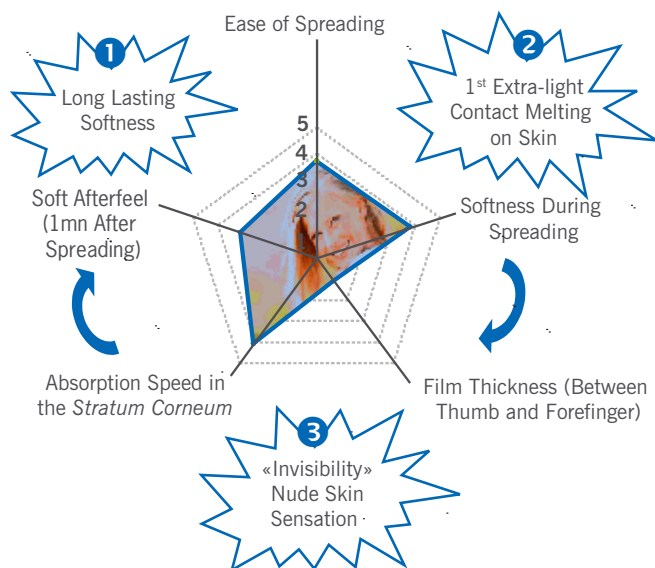 Ease of Spreading
1
Long Lasting
Softness
2
1st Extra-light
Contact Melting
on Skin
5
4
3
2
1
Soft Afterfeel
(1mn After
Spreading)
Softness During
Spreading
Absorption Speed in
the Stratum Corneum
Film Thickness (Between
Thumb and Forefinger)
3
«Invisibility»
Nude Skin
Sensation